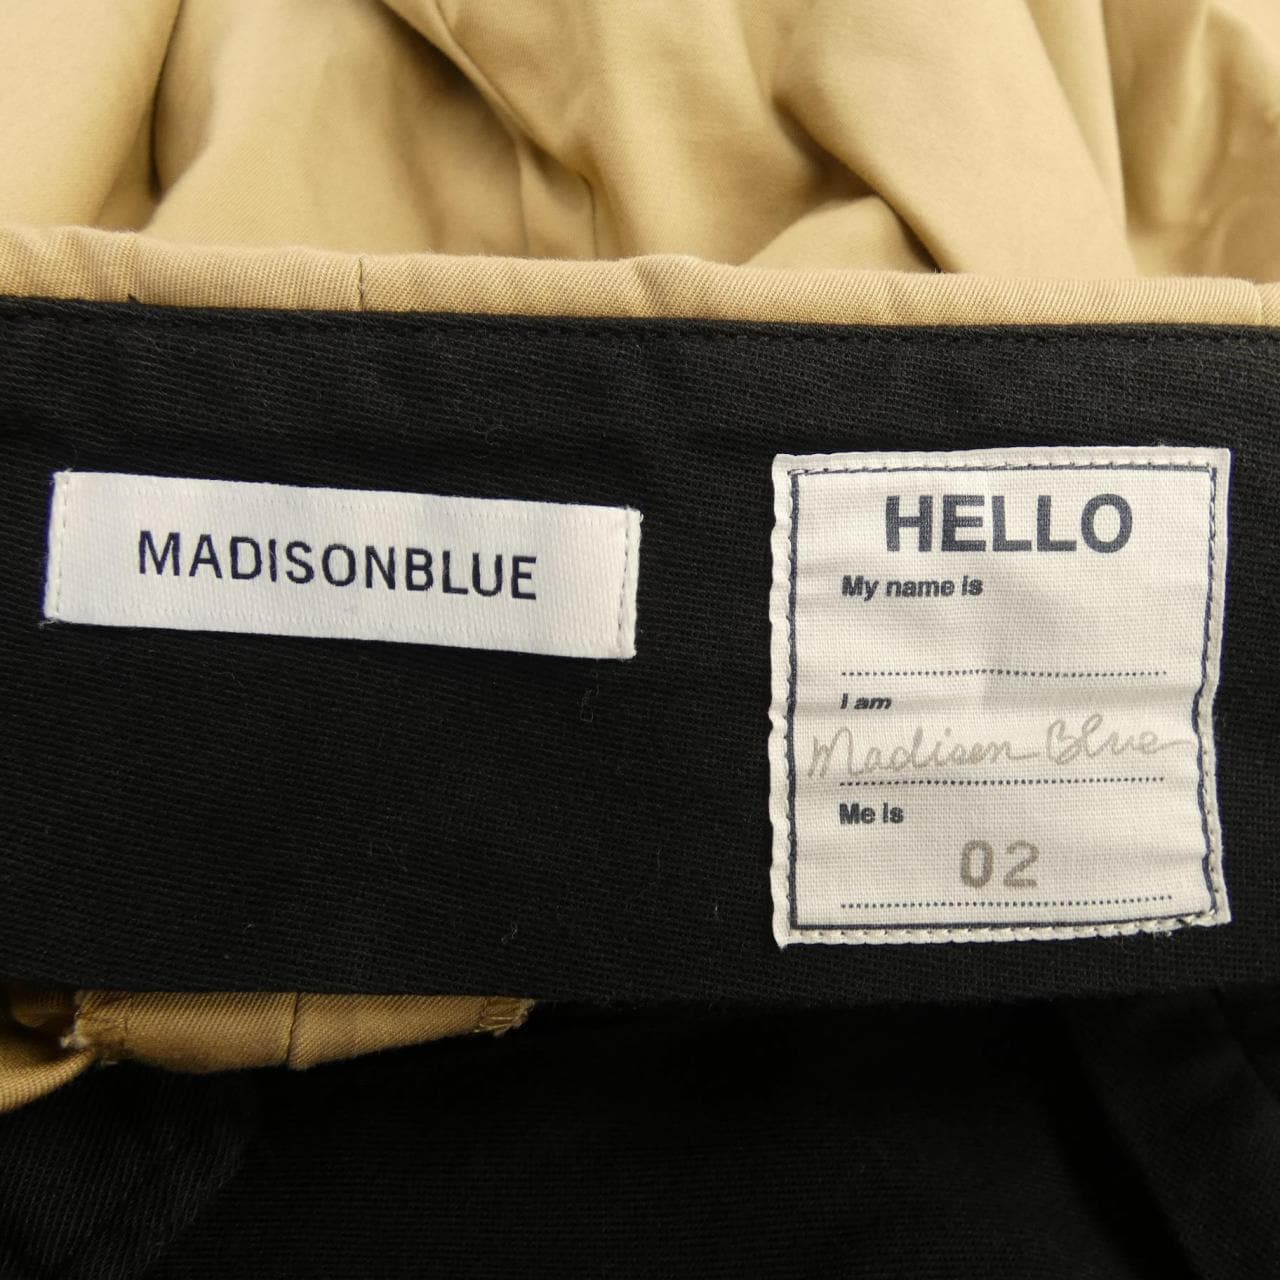 MADISONBLUE
HELLO
My name is
I am
Madison Blue
Me is
02